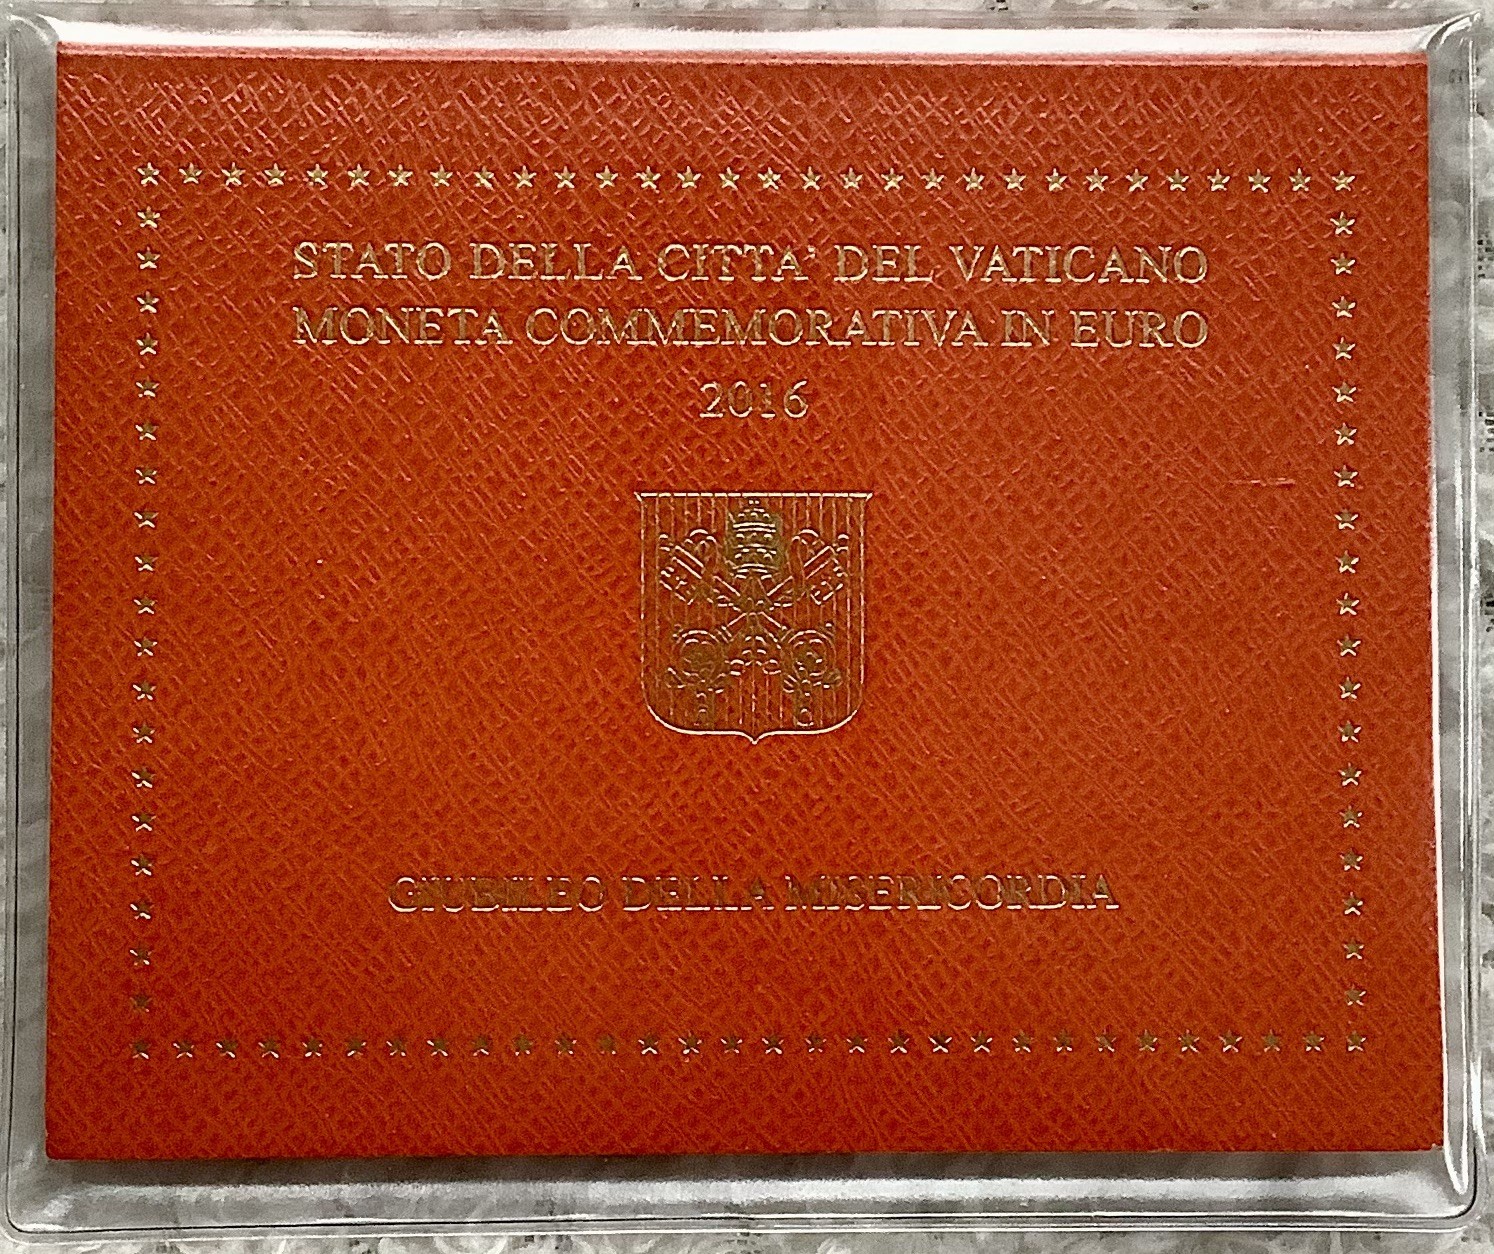 STATO DELLA CITTA' DEL VATICANO
MONETA COMMEMORATIVA IN EURO
2016
GIUBILEO DELLA MISERICORDIA